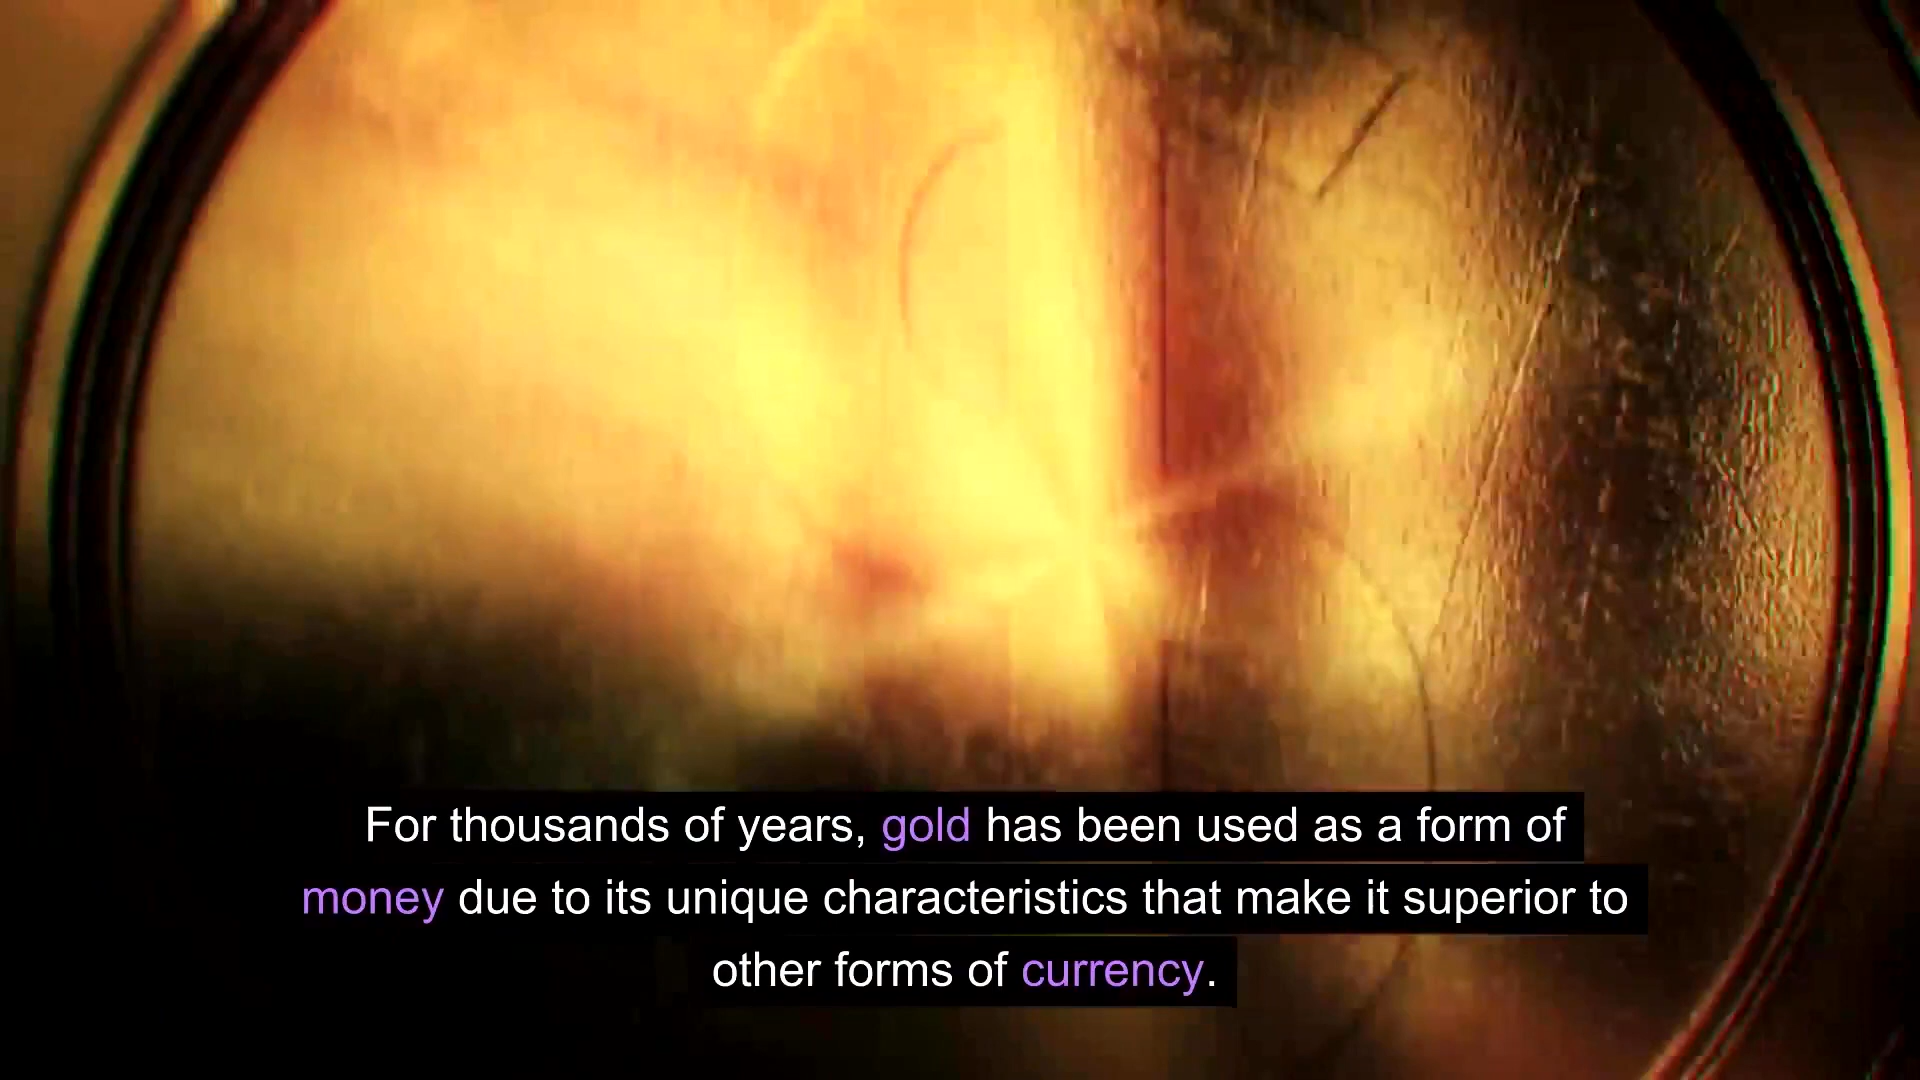 For thousands of years, gold has been used as a form of
money due to its unique characteristics that make it superior to
other forms of currency.